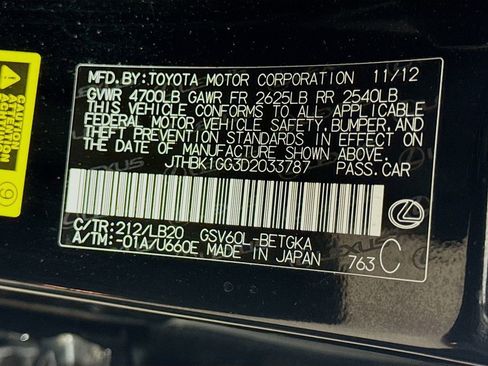 MFD. BY: TOYOTA MOTOR CORPORATION 11/12
GVWR 4700LB GAWR FR 2625LB RR 2540LB
THIS VEHICLE CONFORMS TO ALL APPLICABLE
FEDERAL MOTOR VEHICLE SAFETY, BUMPER, AND
THEFT PREVENTION STANDARDS IN EFFECT ON
THE DATE OF MANUFACTURE SHOWN ABOVE.
JTHBK1GG3D2033787 PASS. CAR
C/TR: 212/LB20 GSV60L-BETGKA
A/TM: -01A/U660E MADE IN JAPAN 763 C